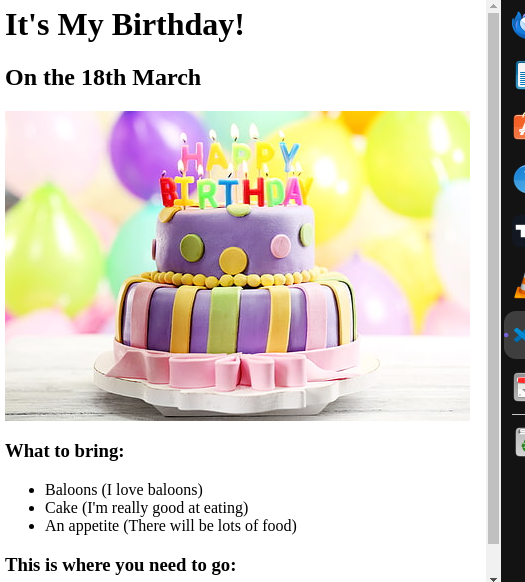 It's My Birthday!
On the 18th March
HAPPY
BIRTHDAY
What to bring:
Baloons (I love baloons)
Cake (I'm really good at eating)
An appetite (There will be lots of food)
This is where you need to go: